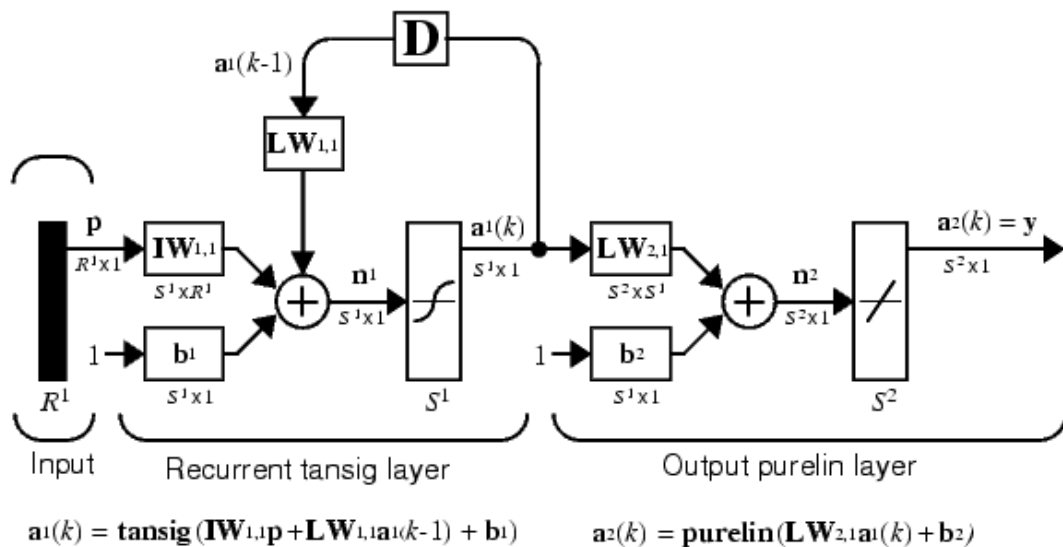 D
a¹(k-1)
LW1,1
p
R¹x1
IW1,1
S¹xR¹
1
b¹
S¹x1
n¹
S¹x1
a¹(k)
S¹x1
S¹
LW2,1
S²xS¹
1
b²
S¹x1
n²
S²x1
a²(k) = y
S²x1
S²
R¹
Input
Recurrent tansig layer
Output purelin layer
a¹(k) = tansig (IW1,1p +LW1,1a¹(k-1) + b¹)
a²(k) = purelin(LW2,1a¹(k)+b²)